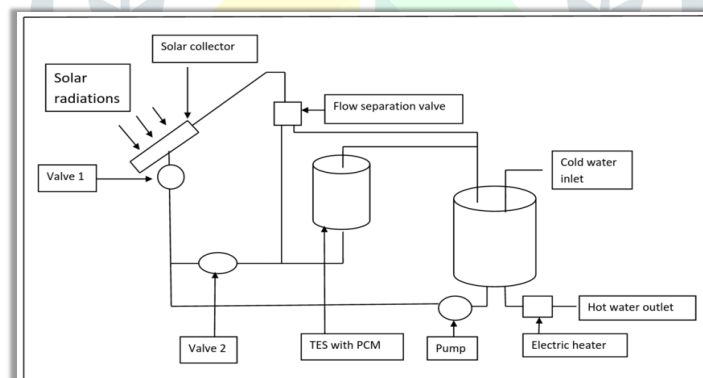 Solar collector
Solar
radiations
Flow separation valve
Cold water
inlet
Valve 1
Hot water outlet
Valve 2
TES with PCM
Pump
Electric heater